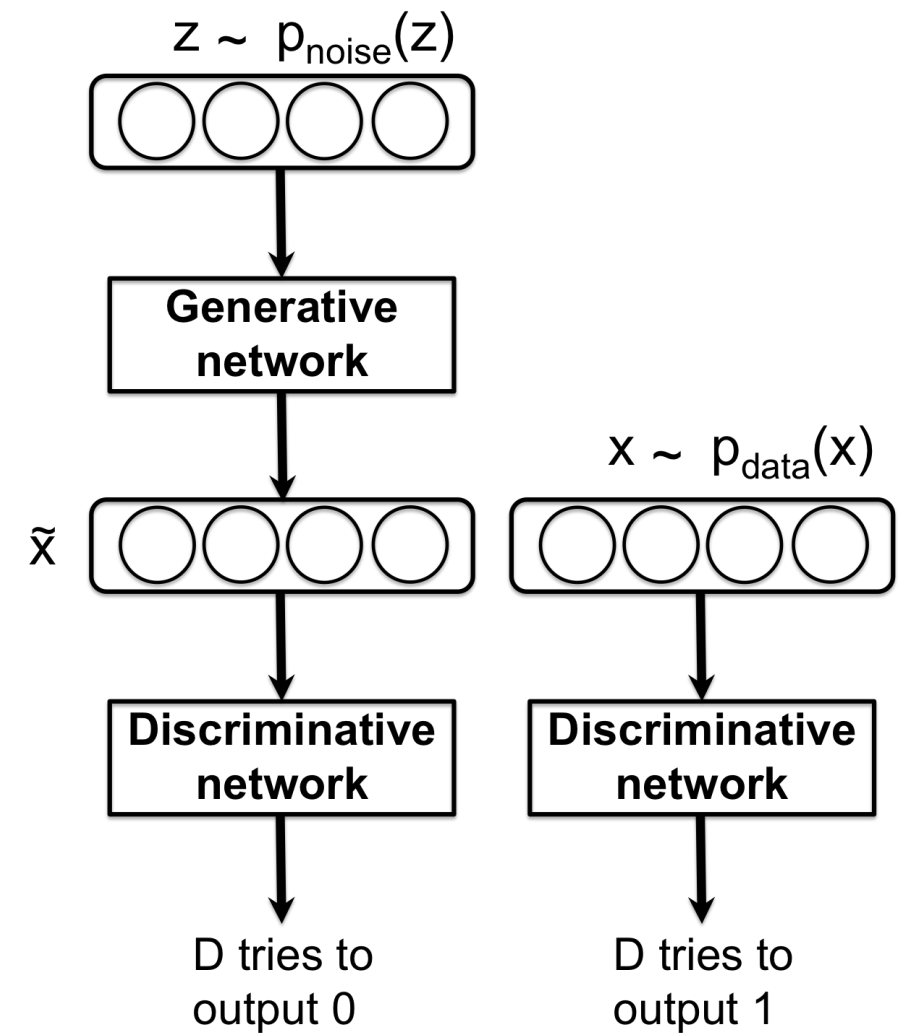 z ~ p_noise(z)
Generative
network
x ~ p_data(x)
x̃
Discriminative
network
Discriminative
network
D tries to
output 0
D tries to
output 1